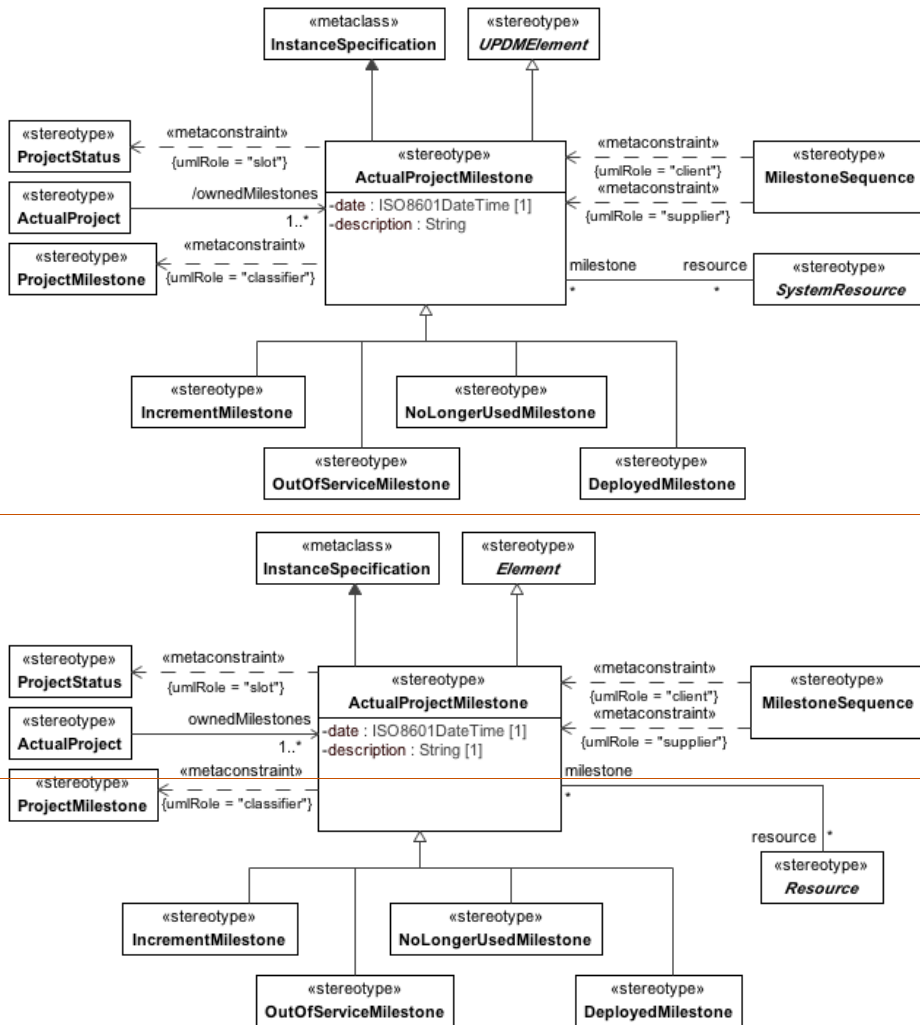 «metaclass»
InstanceSpecification
«stereotype»
UPDMElement
«stereotype»
ProjectStatus
«metaconstraint»
{umlRole = "slot"}
«stereotype»
ActualProject
/ownedMilestones
1..*
«stereotype»
ProjectMilestone
«metaconstraint»
{umlRole = "classifier"}
«stereotype»
ActualProjectMilestone
-date : ISO8601DateTime [1]
-description : String
«metaconstraint»
{umlRole = "client"}
«metaconstraint»
{umlRole = "supplier"}
«stereotype»
MilestoneSequence
milestone
*
resource
*
«stereotype»
SystemResource
«stereotype»
IncrementMilestone
«stereotype»
NoLongerUsedMilestone
«stereotype»
OutOfServiceMilestone
«stereotype»
DeployedMilestone
«metaclass»
InstanceSpecification
«stereotype»
Element
«stereotype»
ProjectStatus
«metaconstraint»
{umlRole = "slot"}
«stereotype»
ActualProject
ownedMilestones
1..*
«stereotype»
ProjectMilestone
«metaconstraint»
{umlRole = "classifier"}
«stereotype»
ActualProjectMilestone
-date : ISO8601DateTime [1]
-description : String [1]
«metaconstraint»
{umlRole = "client"}
«metaconstraint»
{umlRole = "supplier"}
«stereotype»
MilestoneSequence
milestone
*
resource
*
«stereotype»
Resource
«stereotype»
IncrementMilestone
«stereotype»
NoLongerUsedMilestone
«stereotype»
OutOfServiceMilestone
«stereotype»
DeployedMilestone